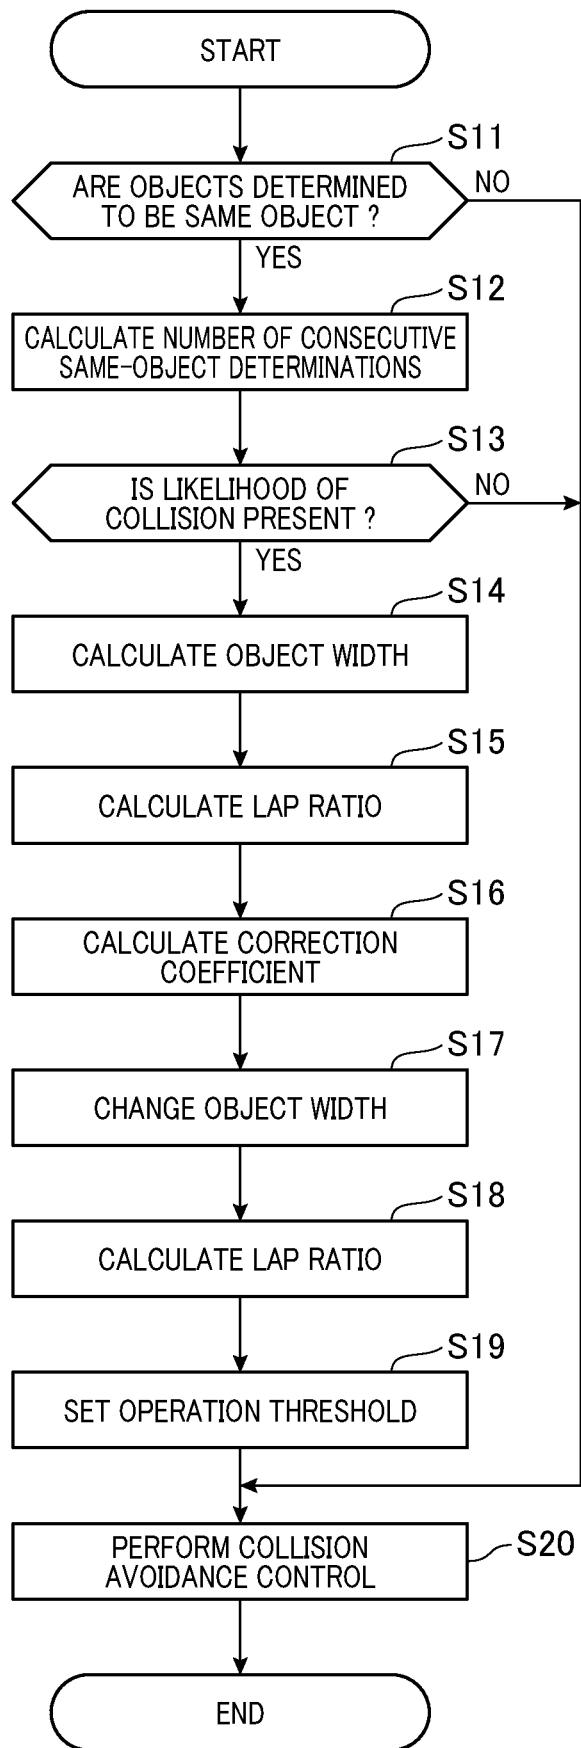 START
S11
ARE OBJECTS DETERMINED
TO BE SAME OBJECT ?
NO
YES
S12
CALCULATE NUMBER OF CONSECUTIVE
SAME-OBJECT DETERMINATIONS
S13
IS LIKELIHOOD OF
COLLISION PRESENT ?
NO
YES
S14
CALCULATE OBJECT WIDTH
S15
CALCULATE LAP RATIO
S16
CALCULATE CORRECTION
COEFFICIENT
S17
CHANGE OBJECT WIDTH
S18
CALCULATE LAP RATIO
S19
SET OPERATION THRESHOLD
S20
PERFORM COLLISION
AVOIDANCE CONTROL
END